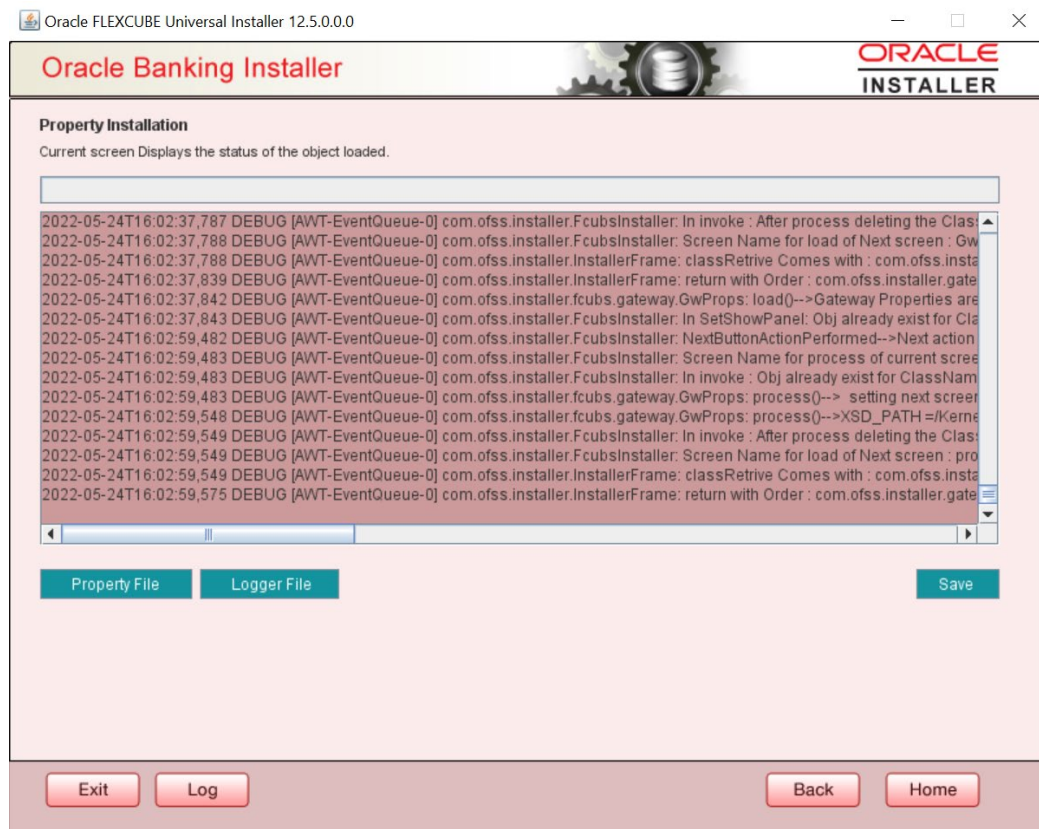 Oracle FLEXCUBE Universal Installer 12.5.0.0.0
Oracle Banking Installer
ORACLE
INSTALLER
Property Installation
Current screen Displays the status of the object loaded.
2022-05-24T16:02:37,787 DEBUG [AWT-EventQueue-0] com.ofss.installer.FcubsInstaller: In invoke : After process deleting the Clas
2022-05-24T16:02:37,788 DEBUG [AWT-EventQueue-0] com.ofss.installer.FcubsInstaller: Screen Name for load of Next screen : Gw
2022-05-24T16:02:37,788 DEBUG [AWT-EventQueue-0] com.ofss.installer.InstallerFrame: classRetrive Comes with : com.ofss.insta
2022-05-24T16:02:37,839 DEBUG [AWT-EventQueue-0] com.ofss.installer.InstallerFrame: return with Order : com.ofss.installer.gate
2022-05-24T16:02:37,842 DEBUG [AWT-EventQueue-0] com.ofss.installer.fcubs.gateway.GwProps: load()-->Gateway Properties are
2022-05-24T16:02:37,843 DEBUG [AWT-EventQueue-0] com.ofss.installer.FcubsInstaller: In SetShowPanel: Obj already exist for Cla
2022-05-24T16:02:59,482 DEBUG [AWT-EventQueue-0] com.ofss.installer.FcubsInstaller: NextButtonActionPerformed-->Next action
2022-05-24T16:02:59,483 DEBUG [AWT-EventQueue-0] com.ofss.installer.FcubsInstaller: Screen Name for process of current scree
2022-05-24T16:02:59,483 DEBUG [AWT-EventQueue-0] com.ofss.installer.FcubsInstaller: In invoke : Obj already exist for ClassNam
2022-05-24T16:02:59,483 DEBUG [AWT-EventQueue-0] com.ofss.installer.fcubs.gateway.GwProps: process()--> setting next screen
2022-05-24T16:02:59,548 DEBUG [AWT-EventQueue-0] com.ofss.installer.fcubs.gateway.GwProps: process()-->XSD_PATH =/Kerne
2022-05-24T16:02:59,549 DEBUG [AWT-EventQueue-0] com.ofss.installer.FcubsInstaller: In invoke : After process deleting the Clas
2022-05-24T16:02:59,549 DEBUG [AWT-EventQueue-0] com.ofss.installer.FcubsInstaller: Screen Name for load of Next screen : pro
2022-05-24T16:02:59,549 DEBUG [AWT-EventQueue-0] com.ofss.installer.InstallerFrame: classRetrive Comes with : com.ofss.insta
2022-05-24T16:02:59,575 DEBUG [AWT-EventQueue-0] com.ofss.installer.InstallerFrame: return with Order : com.ofss.installer.gate
Property File Logger File Save
Exit Log Back Home